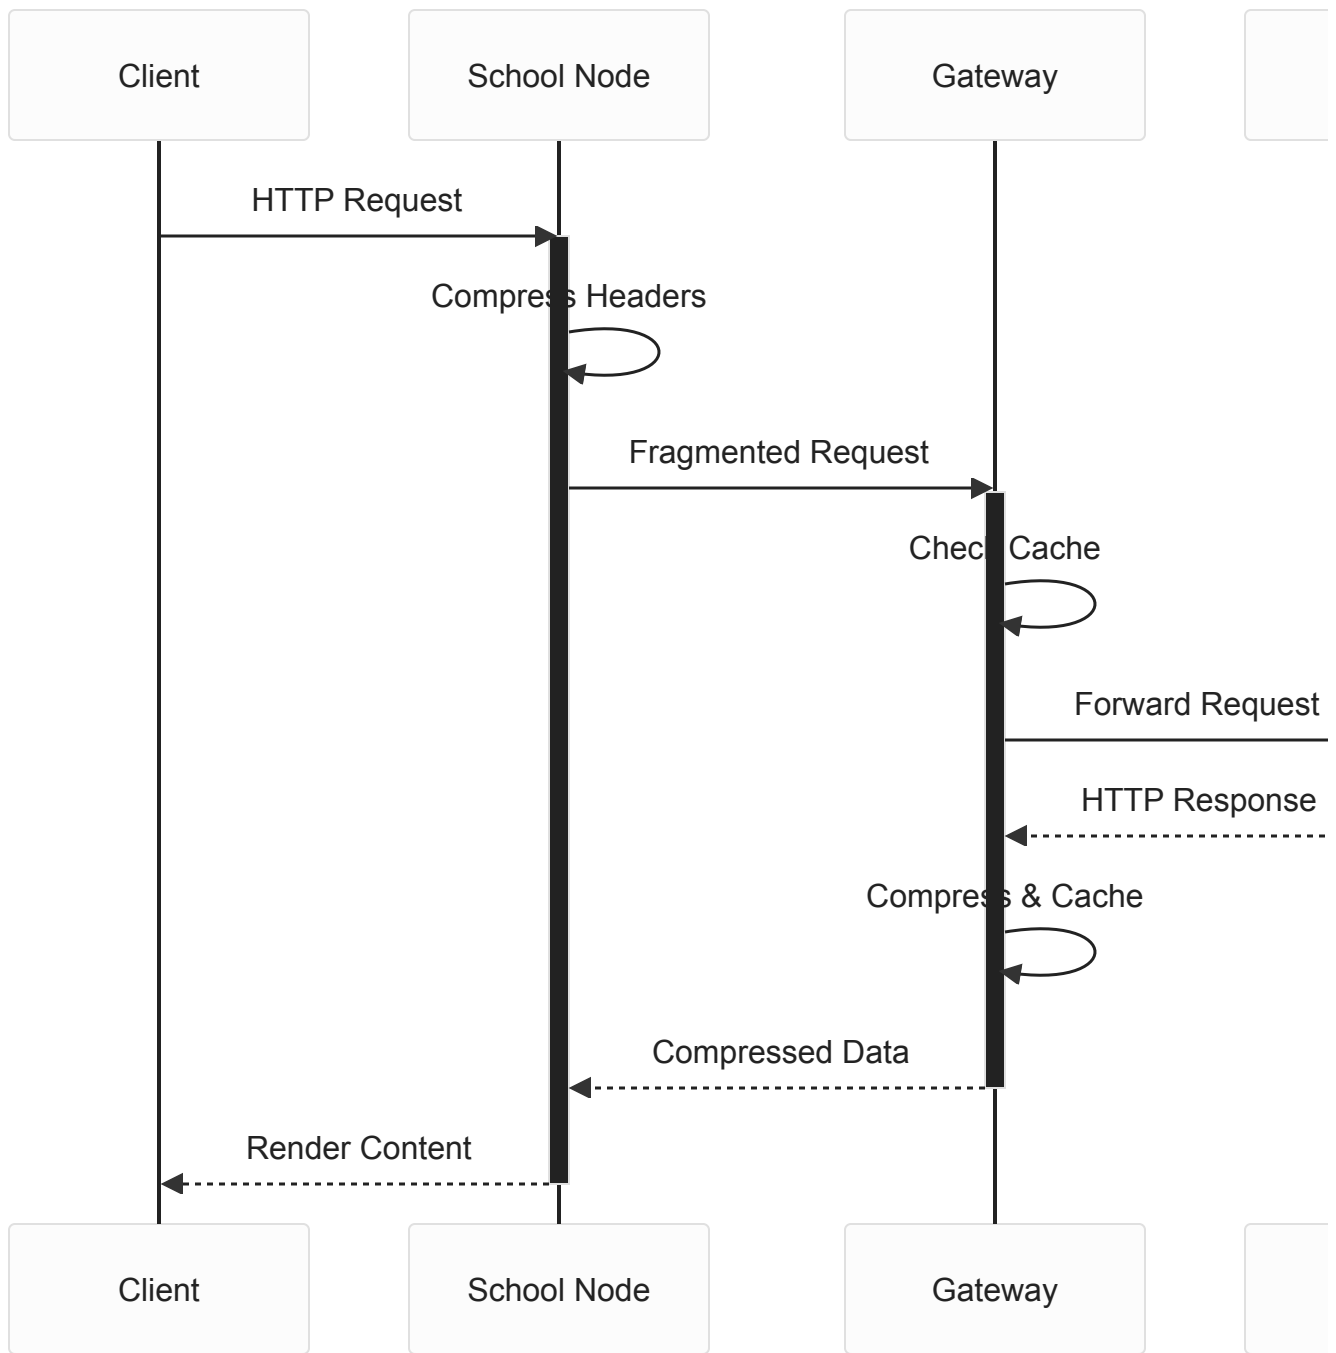 Client
School Node
Gateway
HTTP Request
Compress Headers
Fragmented Request
Check Cache
Forward Request
HTTP Response
Compress & Cache
Compressed Data
Render Content
Client
School Node
Gateway